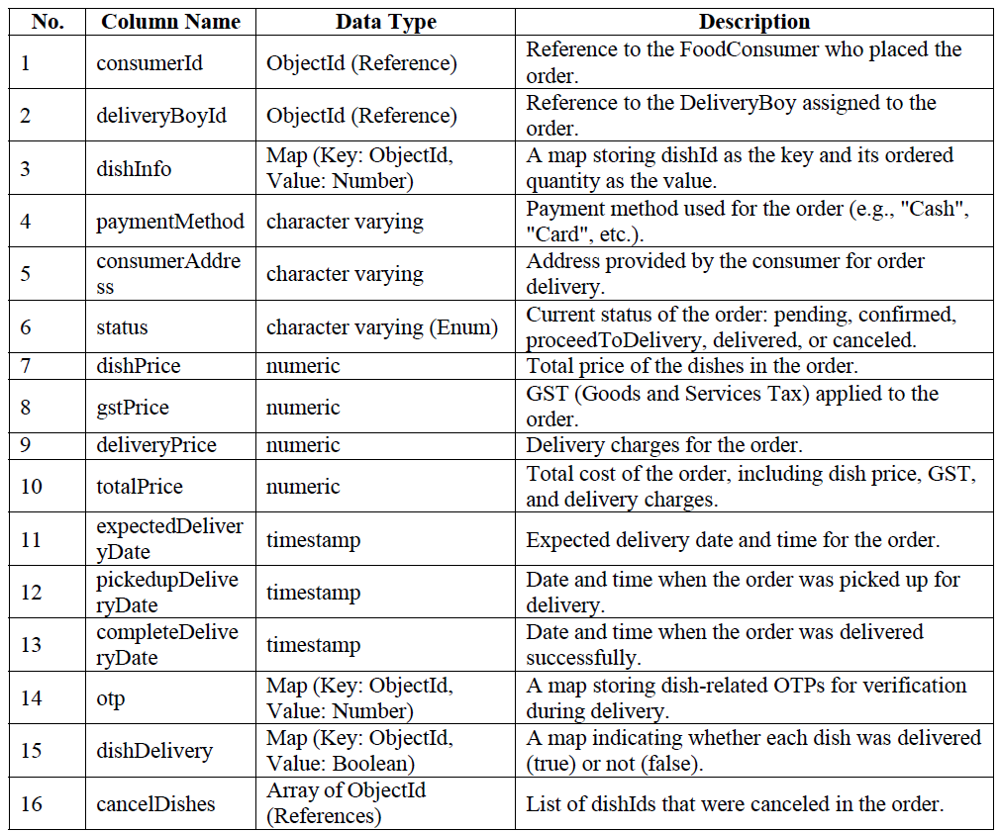 No. Column Name Data Type Description
1 consumerId ObjectId (Reference) Reference to the FoodConsumer who placed the
order.
2 deliveryBoyId ObjectId (Reference) Reference to the DeliveryBoy assigned to the
order.
3 dishInfo Map (Key: ObjectId,
Value: Number) A map storing dishId as the key and its ordered
quantity as the value.
4 paymentMethod character varying Payment method used for the order (e.g., "Cash",
"Card", etc.).
5 consumerAddre
ss character varying Address provided by the consumer for order
delivery.
6 status character varying (Enum) Current status of the order: pending, confirmed,
proceedToDelivery, delivered, or canceled.
7 dishPrice numeric Total price of the dishes in the order.
8 gstPrice numeric GST (Goods and Services Tax) applied to the
order.
9 deliveryPrice numeric Delivery charges for the order.
10 totalPrice numeric Total cost of the order, including dish price, GST,
and delivery charges.
11 expectedDeliver
yDate timestamp Expected delivery date and time for the order.
12 pickedupDelive
ryDate timestamp Date and time when the order was picked up for
delivery.
13 completeDelive
ryDate timestamp Date and time when the order was delivered
successfully.
14 otp Map (Key: ObjectId,
Value: Number) A map storing dish-related OTPs for verification
during delivery.
15 dishDelivery Map (Key: ObjectId,
Value: Boolean) A map indicating whether each dish was delivered
(true) or not (false).
16 cancelDishes Array of ObjectId
(References) List of dishIds that were canceled in the order.